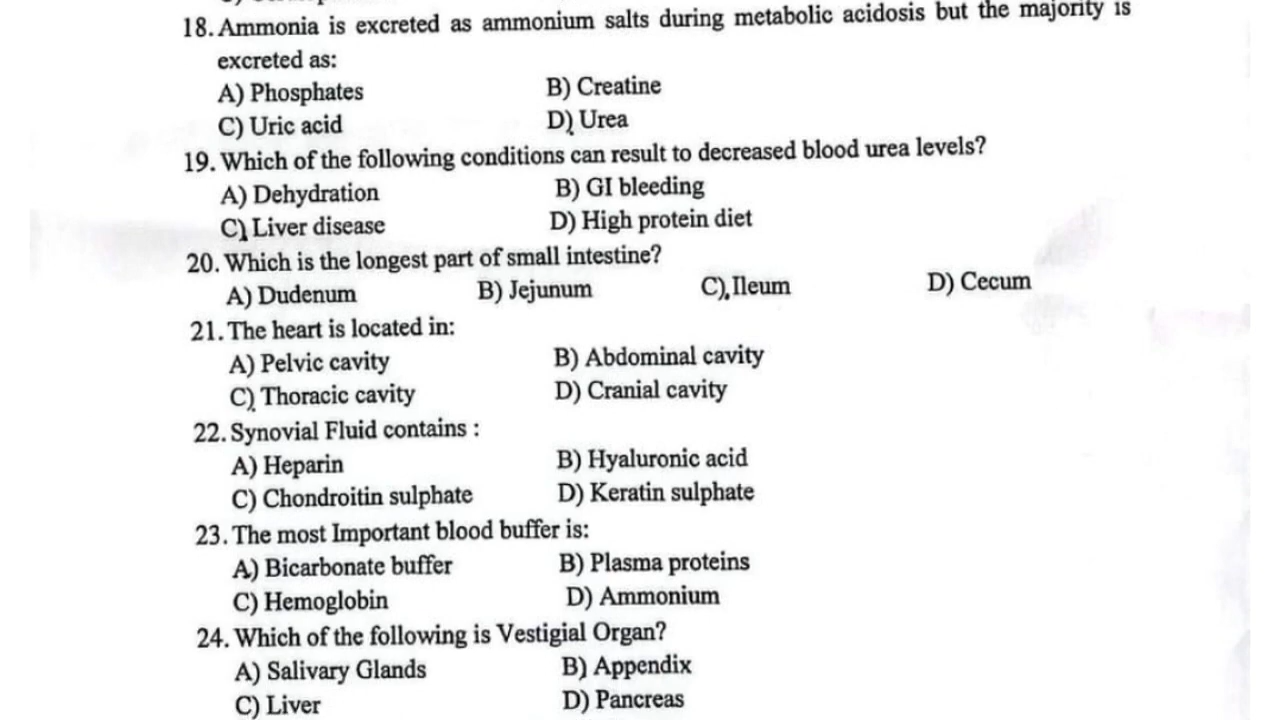 18. Ammonia is excreted as ammonium salts during metabolic acidosis but the majority is
excreted as:
A) Phosphates B) Creatine
C) Uric acid D) Urea
19. Which of the following conditions can result to decreased blood urea levels?
A) Dehydration B) GI bleeding
C) Liver disease D) High protein diet
20. Which is the longest part of small intestine?
A) Dudenum B) Jejunum C) Ileum D) Cecum
21. The heart is located in:
A) Pelvic cavity B) Abdominal cavity
C) Thoracic cavity D) Cranial cavity
22. Synovial Fluid contains :
A) Heparin B) Hyaluronic acid
C) Chondroitin sulphate D) Keratin sulphate
23. The most Important blood buffer is:
A) Bicarbonate buffer B) Plasma proteins
C) Hemoglobin D) Ammonium
24. Which of the following is Vestigial Organ?
A) Salivary Glands B) Appendix
C) Liver D) Pancreas